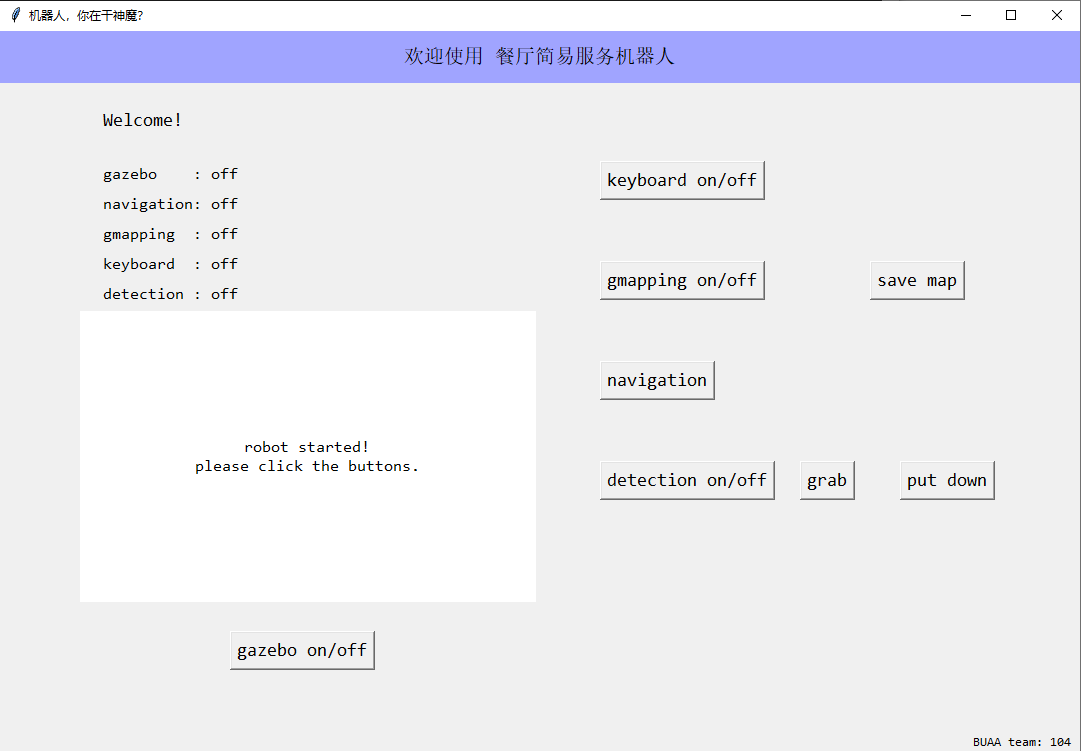 机器人，你在干神魔?
欢迎使用 餐厅简易服务机器人
Welcome!
gazebo    : off
navigation: off
gmapping  : off
keyboard  : off
detection : off
robot started!
please click the buttons.
gazebo on/off
keyboard on/off
gmapping on/off
save map
navigation
detection on/off
grab
put down
BUAA team: 104